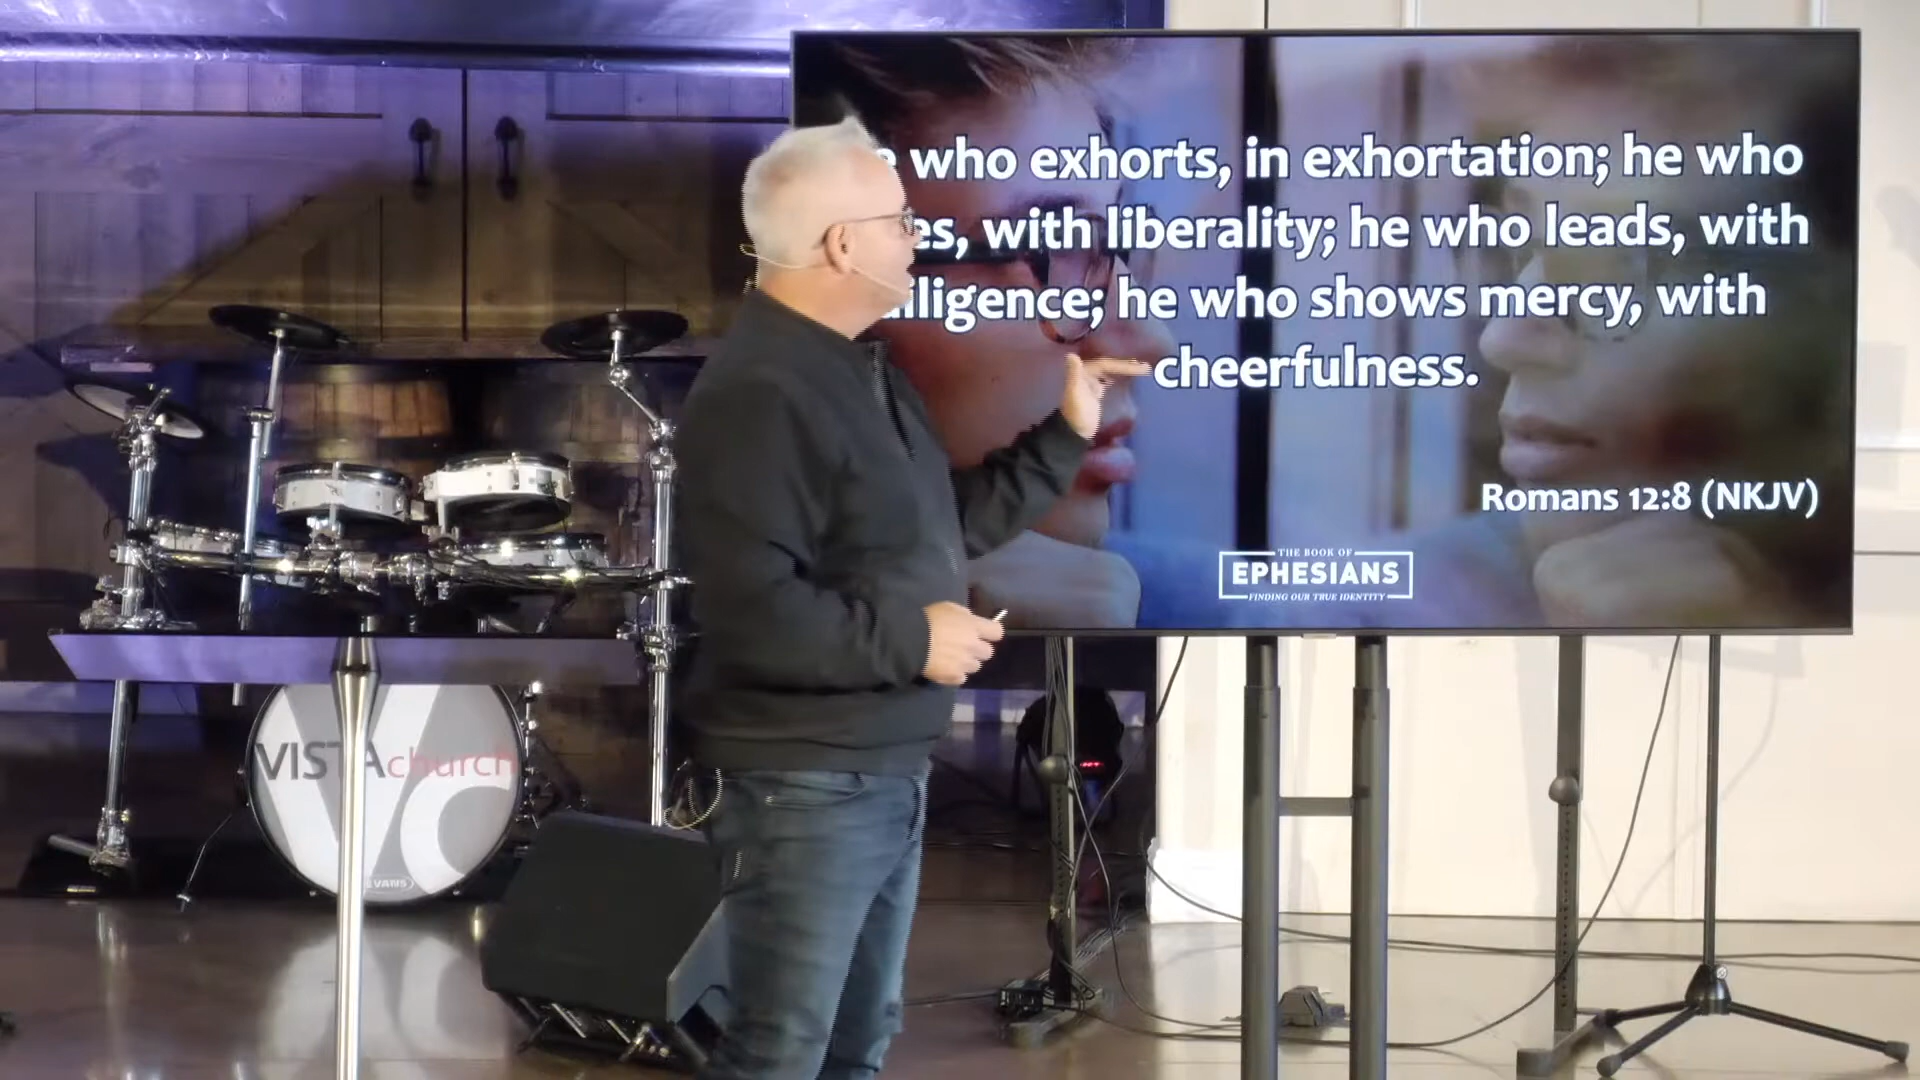 who exhorts, in exhortation; he who
es, with liberality; he who leads, with
iligence; he who shows mercy, with
cheerfulness.
Romans 12:8 (NKJV)
THE BOOK OF
EPHESIANS
FINDING OUR TRUE IDENTITY
VISTAchurch
VC
EVANS